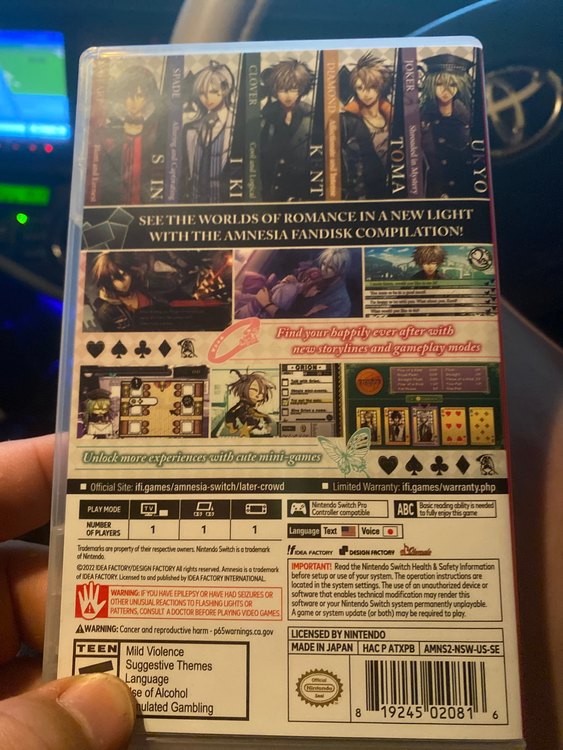 SPADE
CLOVER
DIAMOND
JOKER
Shrouded in Mystery
TOMA
UKYO
SEE THE WORLDS OF ROMANCE IN A NEW LIGHT
WITH THE AMNESIA FANDISK COMPILATION!
Find your happily ever after with
new storylines and gameplay modes
ORION
Unlock more experiences with cute mini-games
Official Site: ifi.games/amnesia-switch/later-crowd
Limited Warranty: ifi.games/warranty.php
PLAY MODE
NUMBER
OF PLAYERS
1
1
1
Nintendo Switch Pro
Controller compatible
ABC
Basic reading ability is needed
to fully enjoy this game
Language Text Voice
Trademarks are property of their respective owners. Nintendo Switch is a trademark
of Nintendo.
IDEA FACTORY
DESIGN FACTORY
Otomate
©2022 IDEA FACTORY/DESIGN FACTORY All rights reserved. Amnesia is a trademark
of IDEA FACTORY. Licensed to and published by IDEA FACTORY INTERNATIONAL.
WARNING: IF YOU HAVE EPILEPSY OR HAVE HAD SEIZURES OR
OTHER UNUSUAL REACTIONS TO FLASHING LIGHTS OR
PATTERNS, CONSULT A DOCTOR BEFORE PLAYING VIDEO GAMES.
IMPORTANT! Read the Nintendo Switch Health & Safety Information
before setup or use of your system. The operation instructions are
located in the system settings. The use of an unauthorized device or
software that enables technical modification may render this
software or your Nintendo Switch system permanently unplayable.
A game or system update (or both) may be required to play.
WARNING: Cancer and reproductive harm - p65warnings.ca.gov
TEEN
Mild Violence
Suggestive Themes
Language
Use of Alcohol
Simulated Gambling
LICENSED BY NINTENDO
MADE IN JAPAN
HAC P ATXPB
AMNS2-NSW-US-SE
Official
Nintendo
Seal
8 19245 02081 6